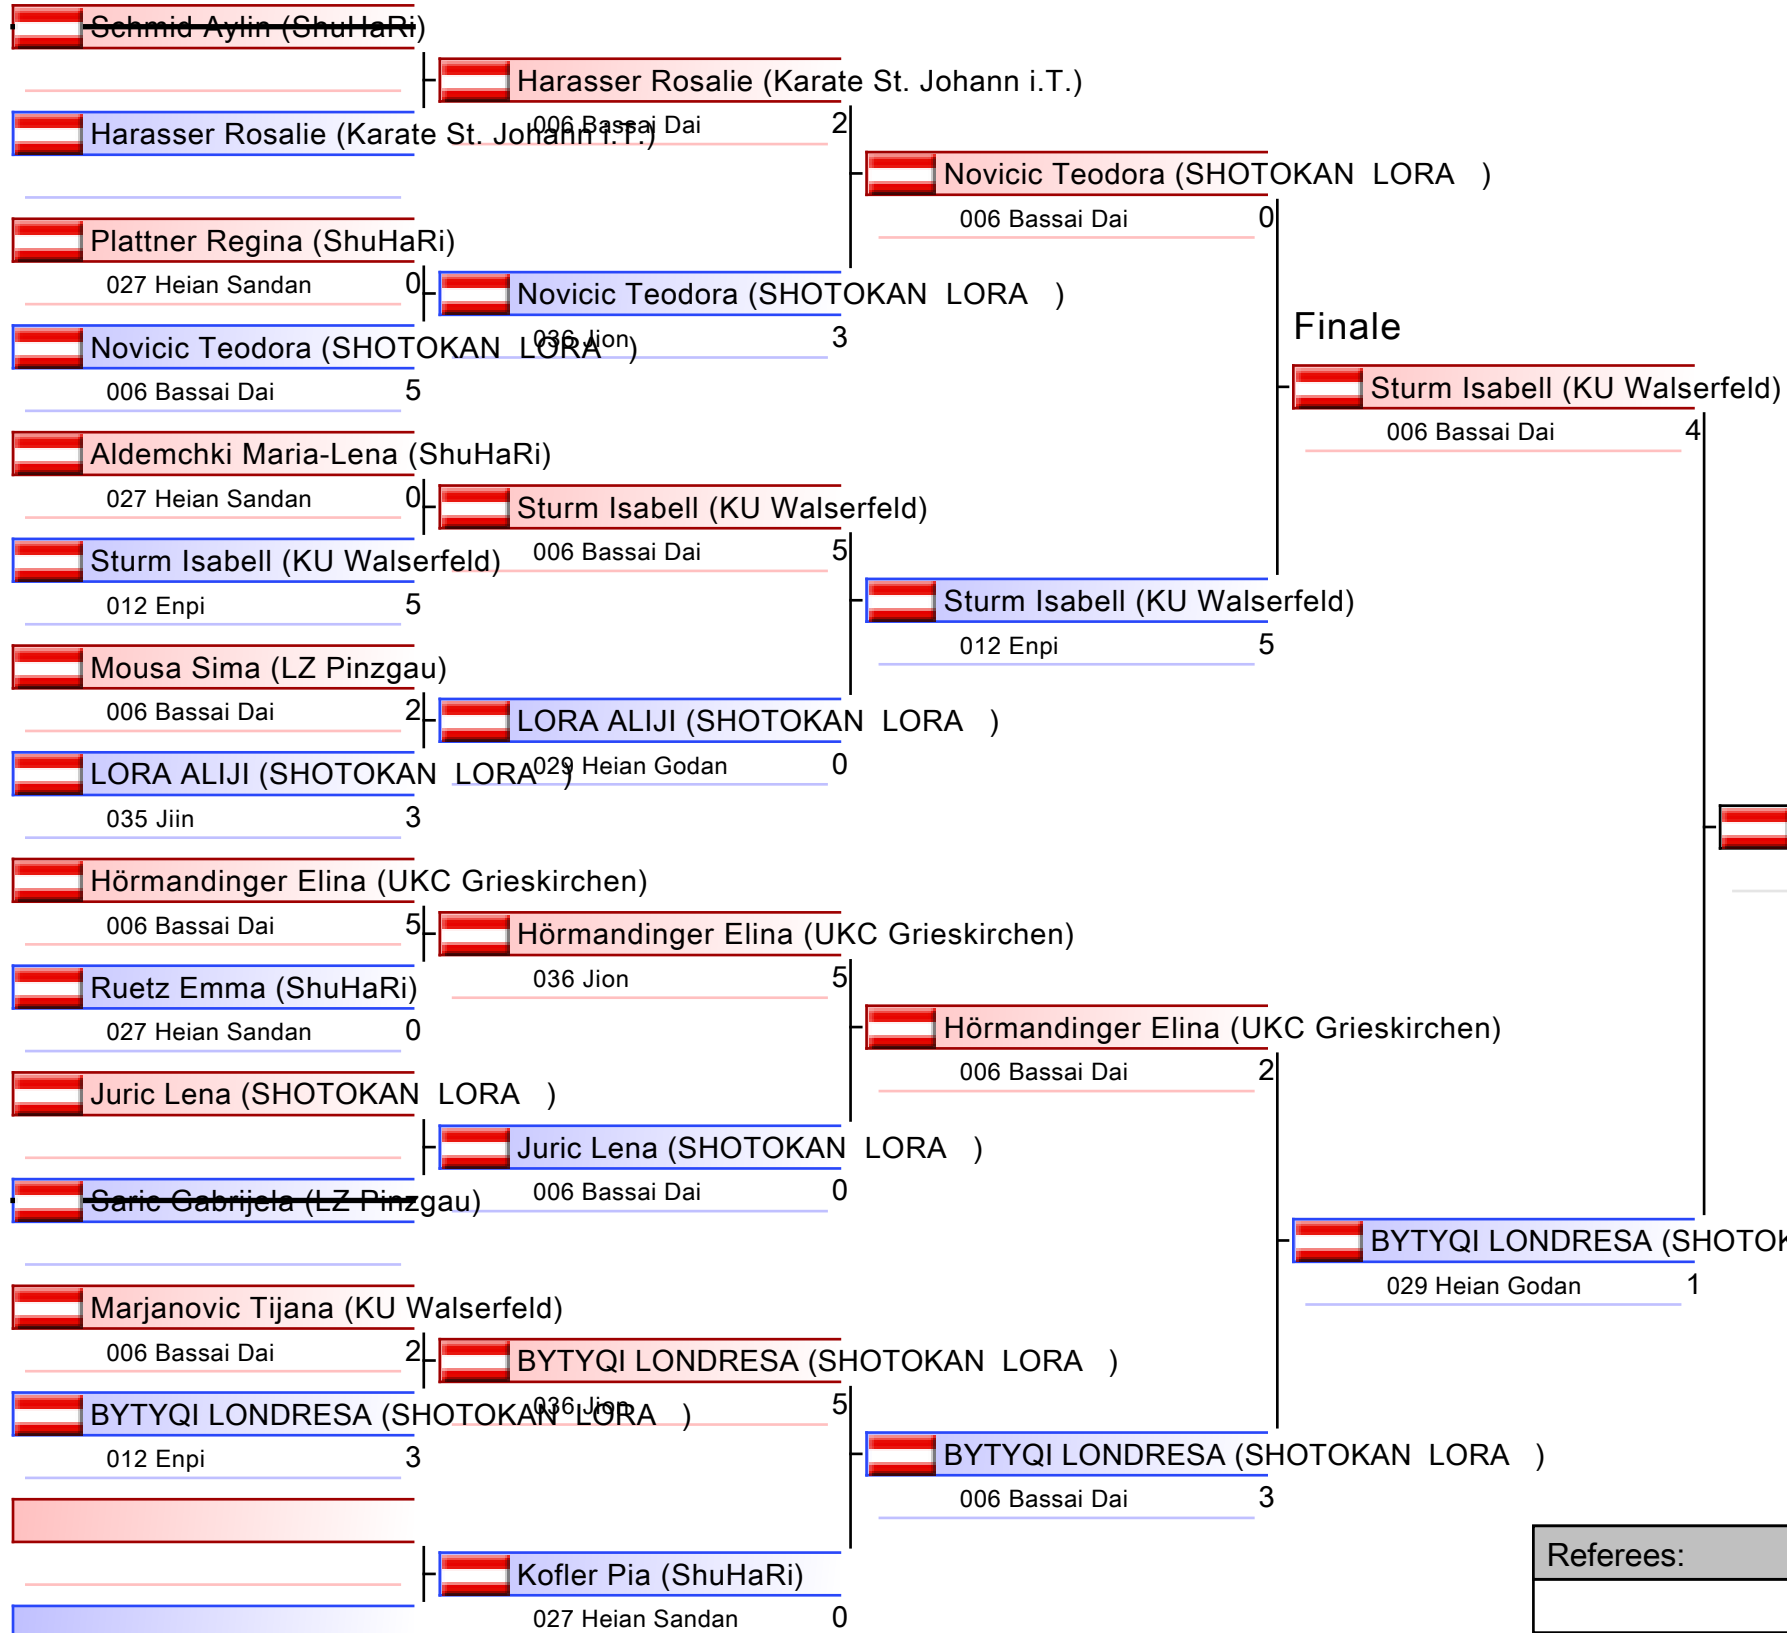 Schmid Aylin (ShuHaRi)
Harasser Rosalie (Karate St. Johann i.T.)
Plattner Regina (ShuHaRi)
027 Heian Sandan 0
Novicic Teodora (SHOTOKAN LORA )
006 Bassai Dai 5
Aldemchki Maria-Lena (ShuHaRi)
027 Heian Sandan 0
Sturm Isabell (KU Walserfeld)
012 Enpi 5
Mousa Sima (LZ Pinzgau)
006 Bassai Dai 2
LORA ALIJI (SHOTOKAN LORA )
035 Jiin 3
Hörmandinger Elina (UKC Grieskirchen)
006 Bassai Dai 5
Ruetz Emma (ShuHaRi)
027 Heian Sandan 0
Juric Lena (SHOTOKAN LORA )
Saric Gabrijela (LZ Pinzgau)
Marjanovic Tijana (KU Walserfeld)
006 Bassai Dai 2
BYTYQI LONDRESA (SHOTOKAN LORA )
012 Enpi 3
Harasser Rosalie (Karate St. Johann i.T.)
006 Bassai Dai 2
Novicic Teodora (SHOTOKAN LORA )
036 Jion 3
Sturm Isabell (KU Walserfeld)
006 Bassai Dai 5
LORA ALIJI (SHOTOKAN LORA )
029 Heian Godan 0
Hörmandinger Elina (UKC Grieskirchen)
036 Jion 5
Juric Lena (SHOTOKAN LORA )
006 Bassai Dai 0
BYTYQI LONDRESA (SHOTOKAN LORA )
036 Jion 5
Kofler Pia (ShuHaRi)
027 Heian Sandan 0
Novicic Teodora (SHOTOKAN LORA )
006 Bassai Dai 0
Sturm Isabell (KU Walserfeld)
012 Enpi 5
Hörmandinger Elina (UKC Grieskirchen)
006 Bassai Dai 2
BYTYQI LONDRESA (SHOTOKAN LORA )
006 Bassai Dai 3
Finale
Sturm Isabell (KU Walserfeld)
006 Bassai Dai 4
BYTYQI LONDRESA (SHOTOK
029 Heian Godan 1
Referees: